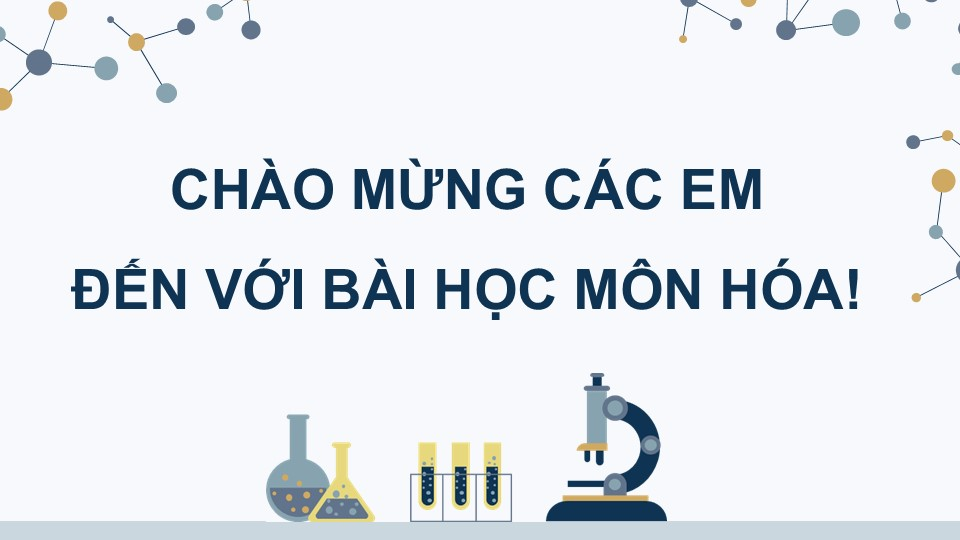 CHÀO MỪNG CÁC EM
ĐẾN VỚI BÀI HỌC MÔN HÓA!